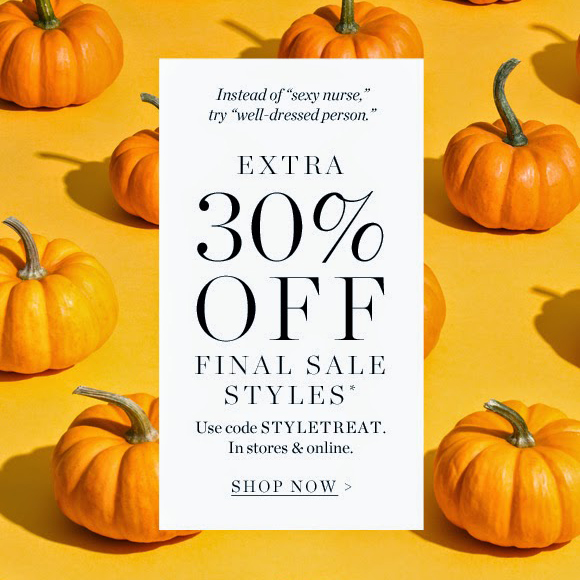 Instead of “sexy nurse,”
try “well-dressed person.”
EXTRA
30%
OFF
FINAL SALE
STYLES*
Use code STYLETREAT.
In stores & online.
SHOP NOW >